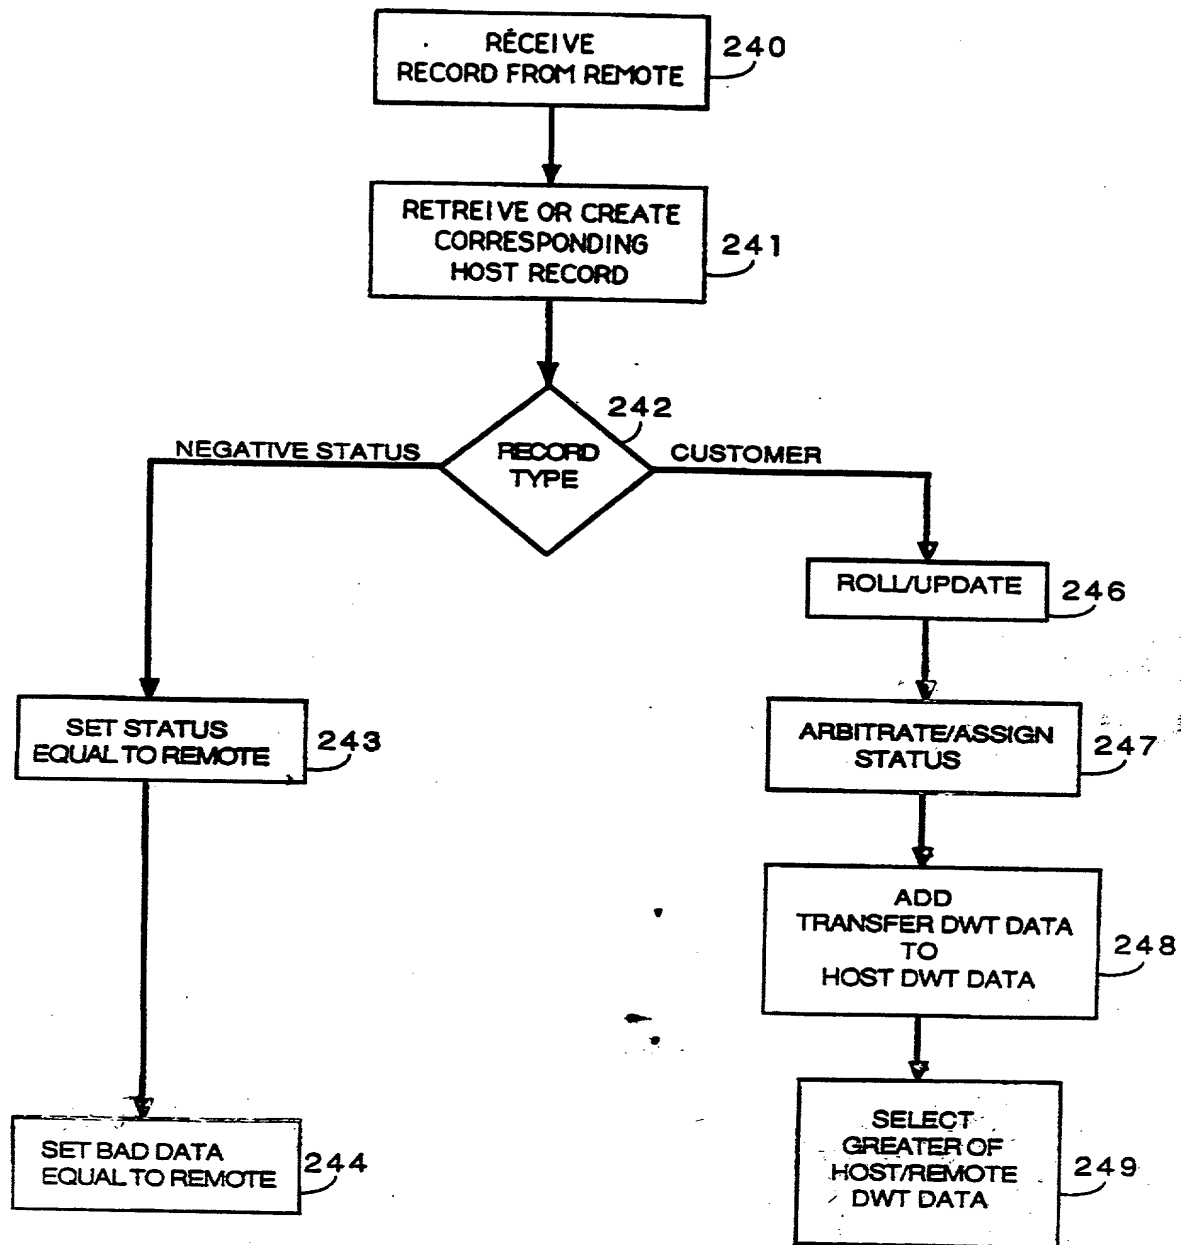 RECEIVE
RECORD FROM REMOTE
240
RETREIVE OR CREATE
CORRESPONDING
HOST RECORD
241
242
NEGATIVE STATUS
RECORD
TYPE
CUSTOMER
ROLL/UPDATE
246
SET STATUS
EQUAL TO REMOTE
243
ARBITRATE/ASSIGN
STATUS
247
ADD
TRANSFER DWT DATA
TO
HOST DWT DATA
248
SET BAD DATA
EQUAL TO REMOTE
244
SELECT
GREATER OF
HOST/REMOTE
DWT DATA
249